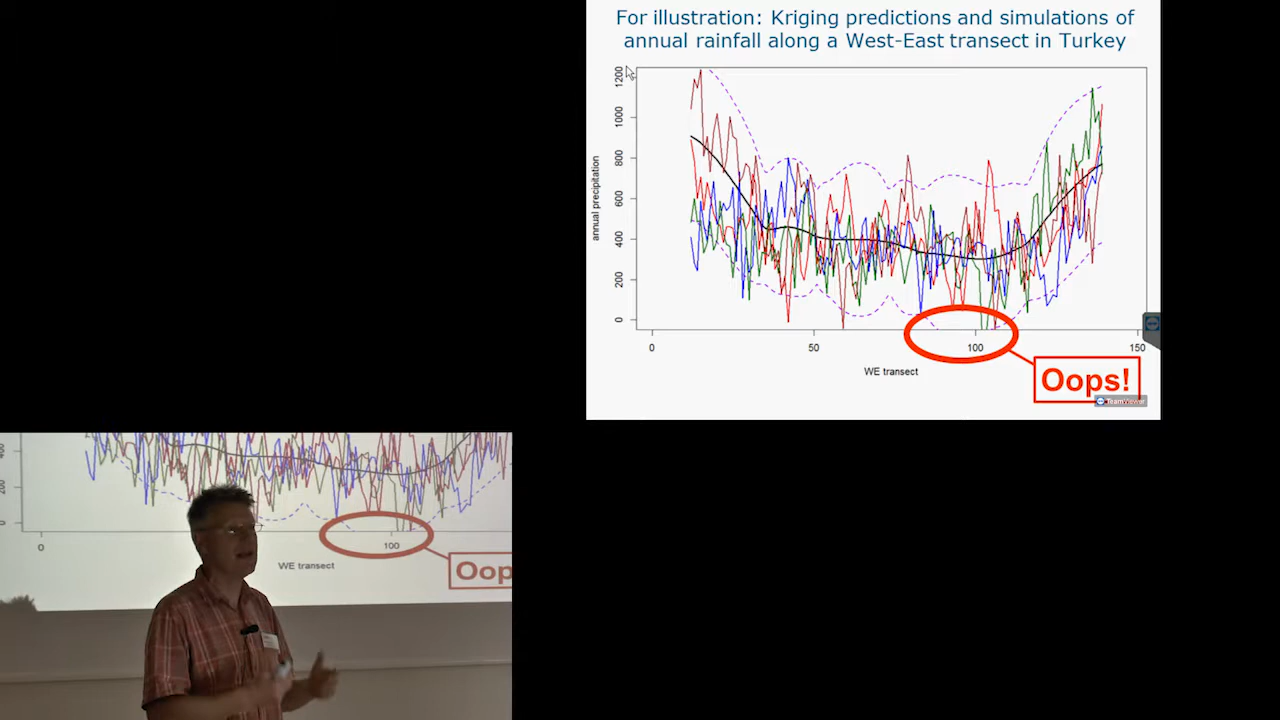 For illustration: Kriging predictions and simulations of
annual rainfall along a West-East transect in Turkey
annual precipitation
1200
1000
800
600
400
200
0
0 50 100 150
WE transect
Oops!
TeamViewer
400
200
0
0 100
WE transect
Oop